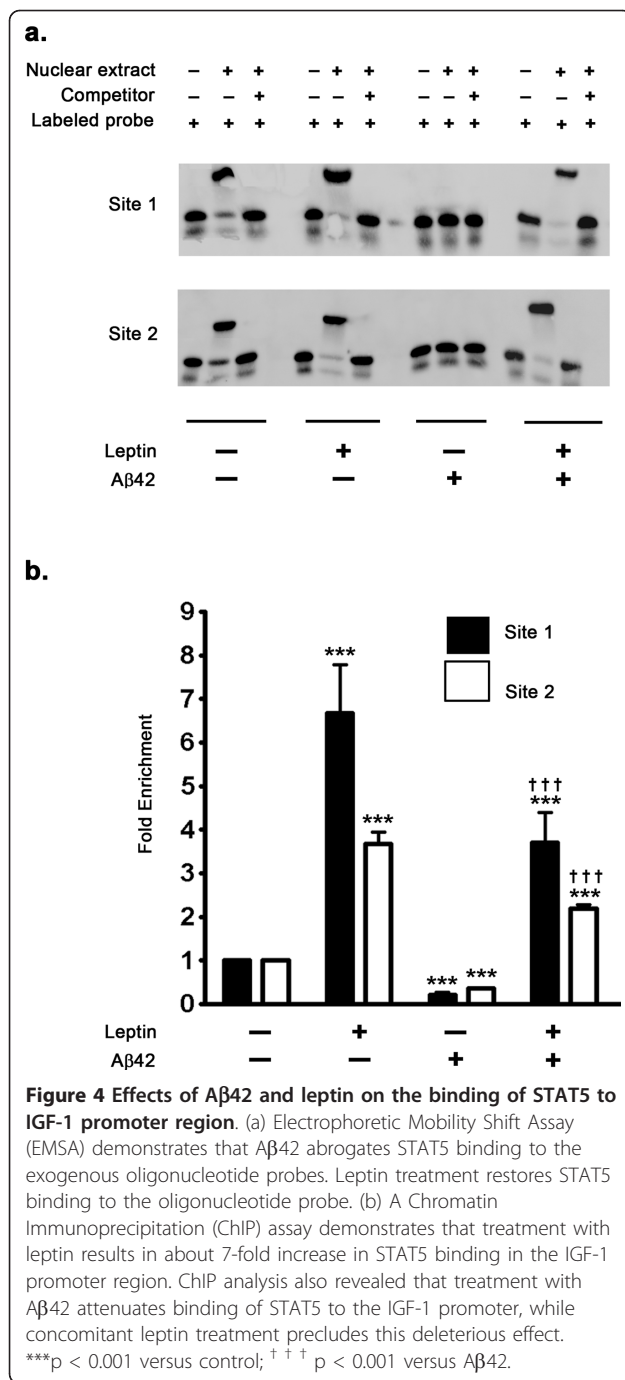 a.
Nuclear extract − + + − + + − + + − + +
Competitor − − + − − + − − + − − +
Labeled probe + + + + + + + + + + + +
Site 1
Site 2
Leptin − + − +
Aβ42 − − + +
b.
9
8
7
6
5
4
3
2
1
0
Fold Enrichment
Site 1
Site 2
***
***
***
***
†††
***
†††
***
Leptin − + − +
Aβ42 − − + +
Figure 4 Effects of Aβ42 and leptin on the binding of STAT5 to
IGF-1 promoter region. (a) Electrophoretic Mobility Shift Assay
(EMSA) demonstrates that Aβ42 abrogates STAT5 binding to the
exogenous oligonucleotide probes. Leptin treatment restores STAT5
binding to the oligonucleotide probe. (b) A Chromatin
Immunoprecipitation (ChIP) assay demonstrates that treatment with
leptin results in about 7-fold increase in STAT5 binding in the IGF-1
promoter region. ChIP analysis also revealed that treatment with
Aβ42 attenuates binding of STAT5 to the IGF-1 promoter, while
concomitant leptin treatment precludes this deleterious effect.
***p < 0.001 versus control; † † † p < 0.001 versus Aβ42.